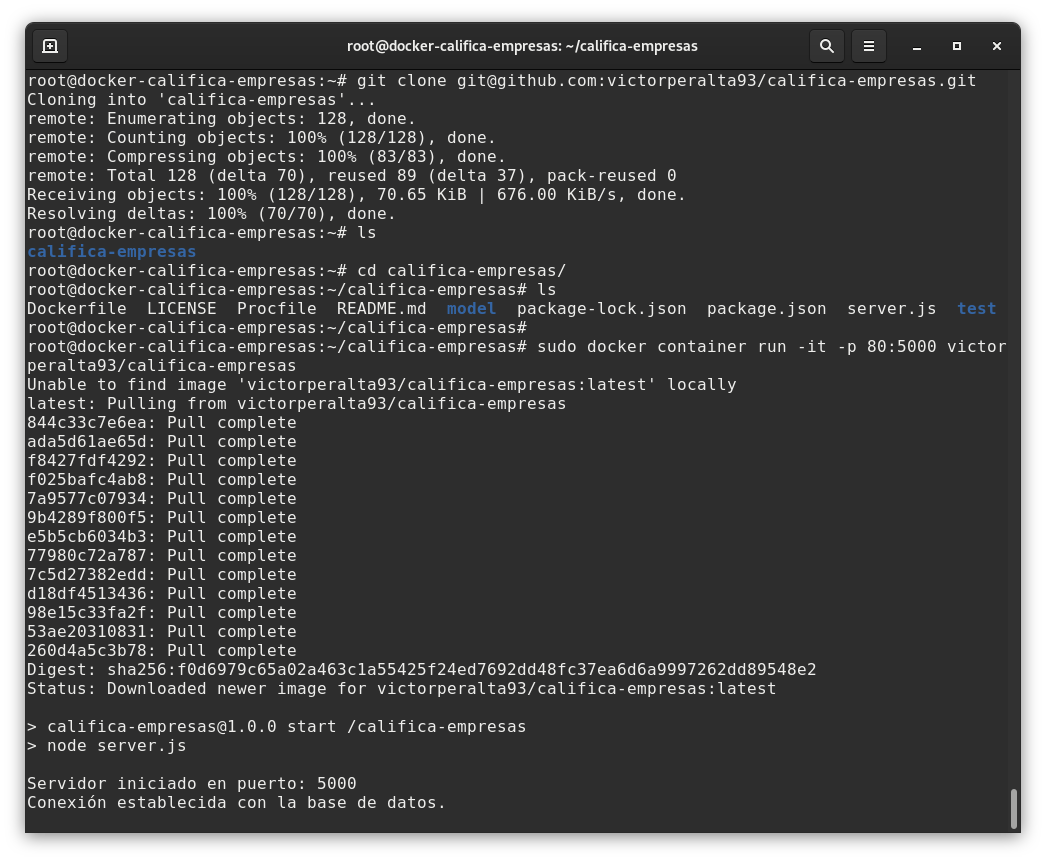 root@docker-califica-empresas: ~/califica-empresas
root@docker-califica-empresas:~# git clone git@github.com:victorperalta93/califica-empresas.git
Cloning into 'califica-empresas'...
remote: Enumerating objects: 128, done.
remote: Counting objects: 100% (128/128), done.
remote: Compressing objects: 100% (83/83), done.
remote: Total 128 (delta 70), reused 89 (delta 37), pack-reused 0
Receiving objects: 100% (128/128), 70.65 KiB | 676.00 KiB/s, done.
Resolving deltas: 100% (70/70), done.
root@docker-califica-empresas:~# ls
califica-empresas
root@docker-califica-empresas:~# cd califica-empresas/
root@docker-califica-empresas:~/califica-empresas# ls
Dockerfile  LICENSE  Procfile  README.md  model  package-lock.json  package.json  server.js  test
root@docker-califica-empresas:~/califica-empresas#
root@docker-califica-empresas:~/califica-empresas# sudo docker container run -it -p 80:5000 victor
peralta93/califica-empresas
Unable to find image 'victorperalta93/califica-empresas:latest' locally
latest: Pulling from victorperalta93/califica-empresas
844c33c7e6ea: Pull complete
ada5d61ae65d: Pull complete
f8427fdf4292: Pull complete
f025bafc4ab8: Pull complete
7a9577c07934: Pull complete
9b4289f800f5: Pull complete
e5b5cb6034b3: Pull complete
77980c72a787: Pull complete
7c5d27382edd: Pull complete
d18df4513436: Pull complete
98e15c33fa2f: Pull complete
53ae20310831: Pull complete
260d4a5c3b78: Pull complete
Digest: sha256:f0d6979c65a02a463c1a55425f24ed7692dd48fc37ea6d6a9997262dd89548e2
Status: Downloaded newer image for victorperalta93/califica-empresas:latest
> califica-empresas@1.0.0 start /califica-empresas
> node server.js
Servidor iniciado en puerto: 5000
Conexión establecida con la base de datos.